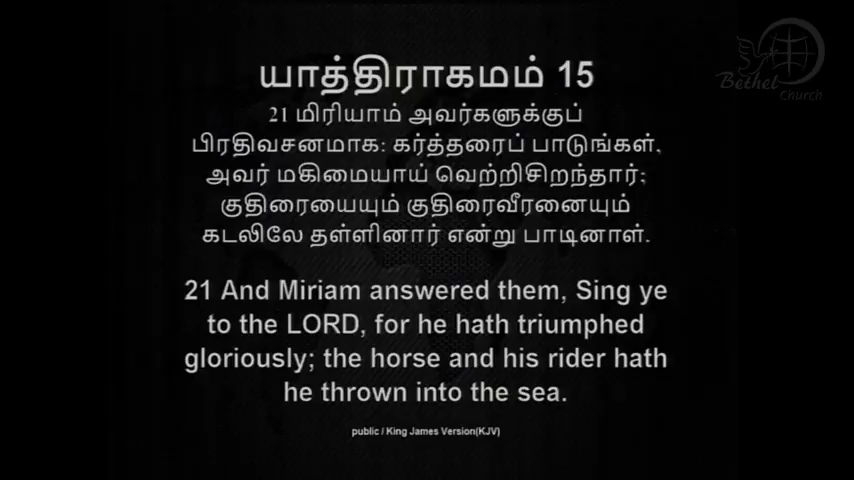 Bethel
Church
யாத்திராகமம் 15
21 மிரியாம் அவர்களுக்குப்
பிரதிவசனமாக: கர்த்தரைப் பாடுங்கள்,
அவர் மகிமையாய் வெற்றிசிறந்தார்;
குதிரையையும் குதிரைவீரனையும்
கடலிலே தள்ளினார் என்று பாடினாள்.
21 And Miriam answered them, Sing ye
to the LORD, for he hath triumphed
gloriously; the horse and his rider hath
he thrown into the sea.
public / King James Version(KJV)